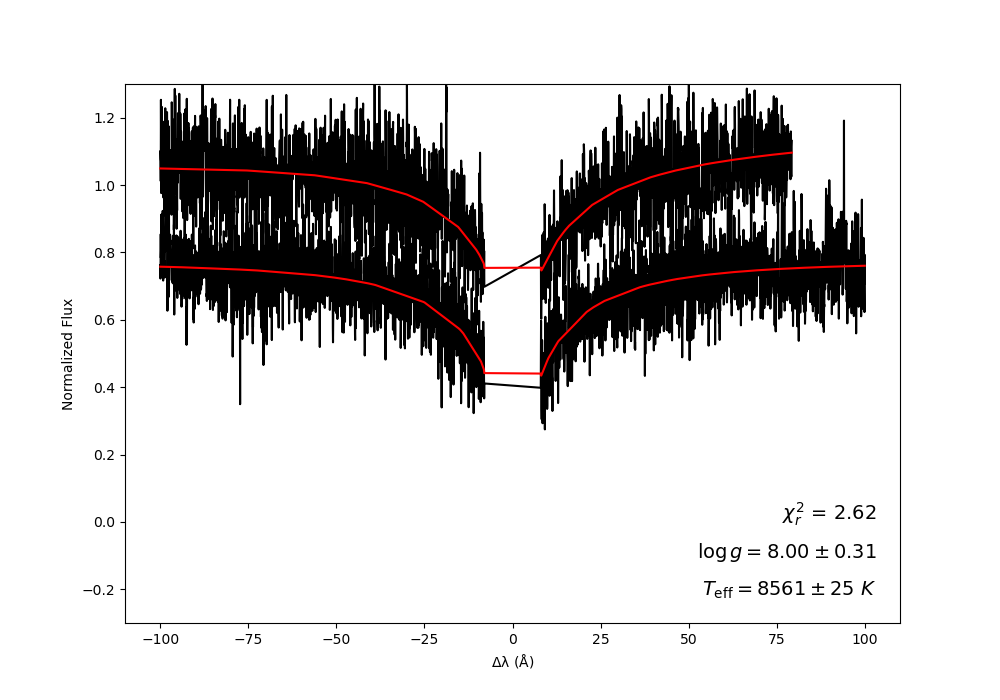 1.2
1.0
0.8
0.6
0.4
0.2
0.0
−0.2
Normalized Flux
χ²ᵣ = 2.62
log g = 8.00 ± 0.31
T_eff = 8561 ± 25 K
−100 −75 −50 −25 0 25 50 75 100
Δλ (Å)